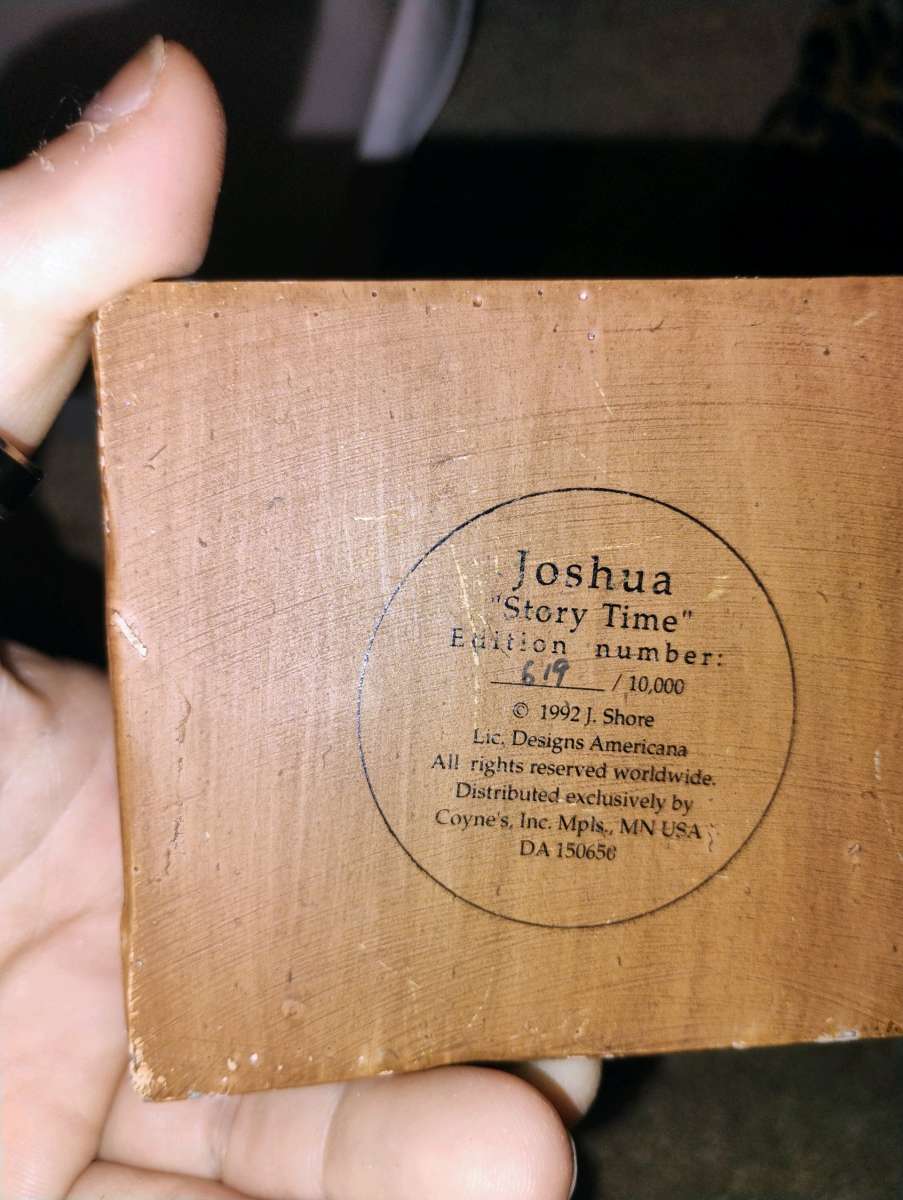 Joshua
"Story Time"
Edition number:
619 / 10,000
© 1992 J. Shore
Lic. Designs Americana
All rights reserved worldwide.
Distributed exclusively by
Coyne's, Inc. Mpls., MN USA
DA 150656